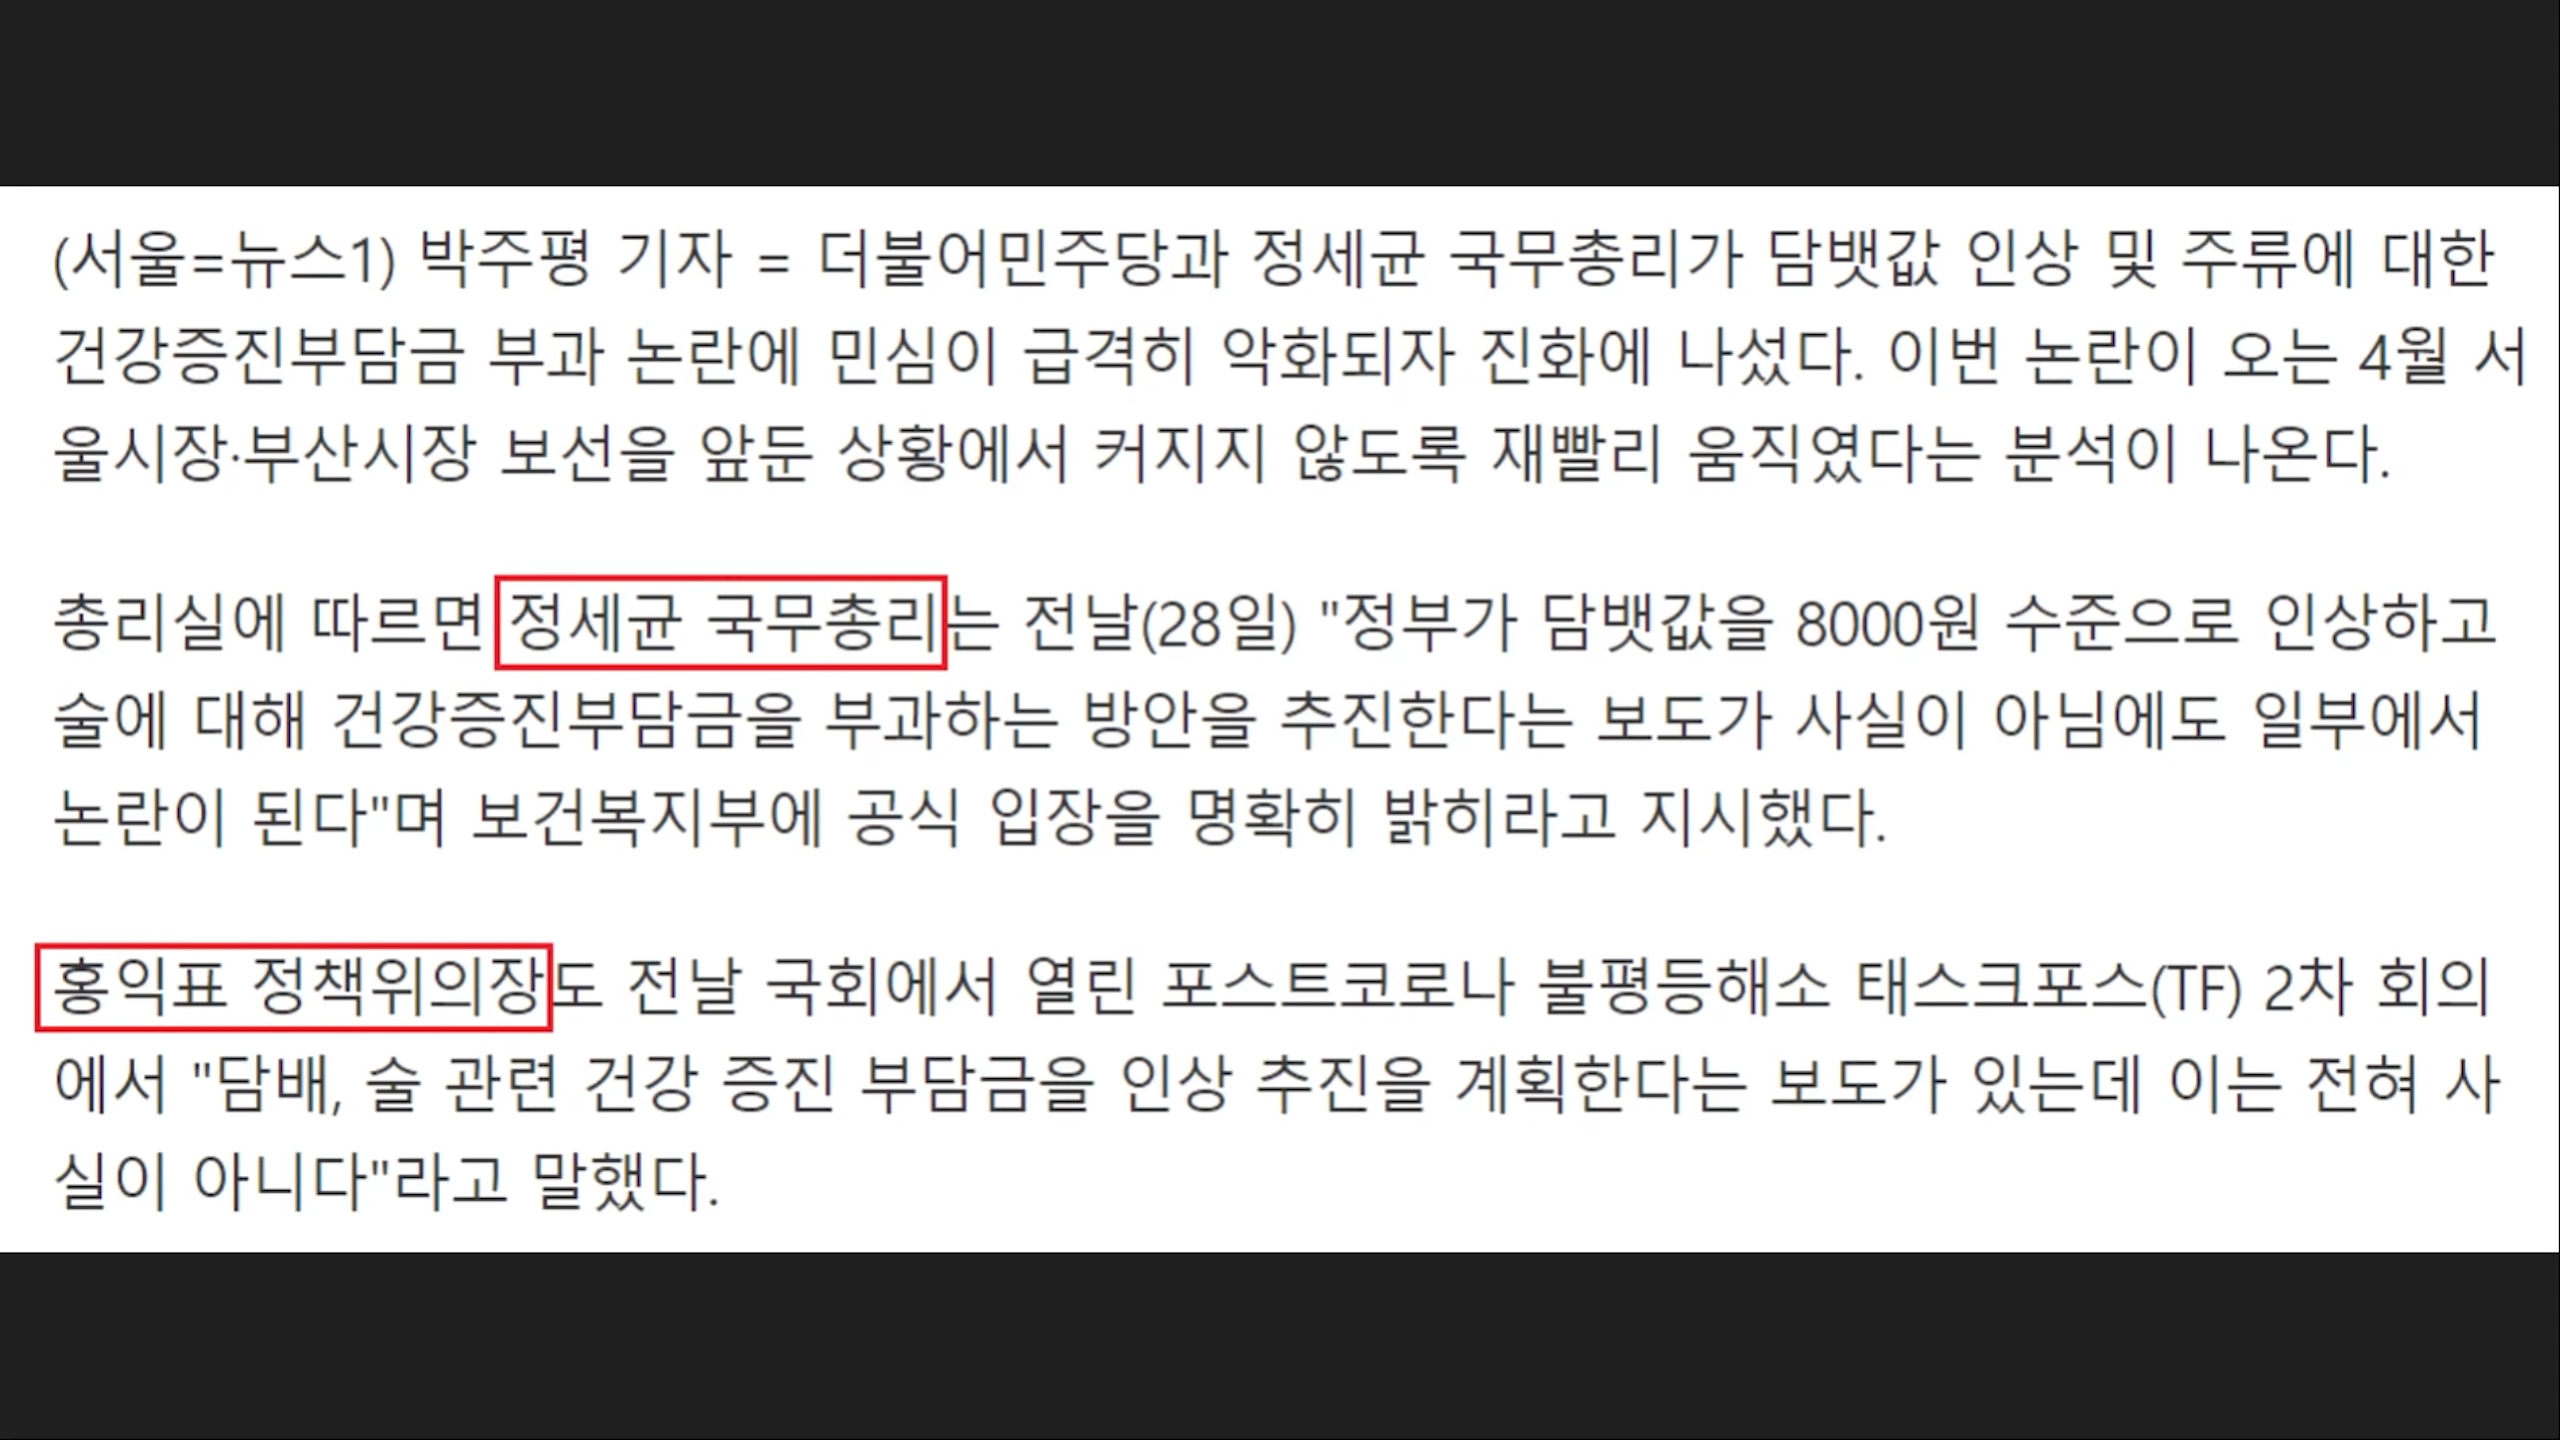 (서울=뉴스1) 박주평 기자 = 더불어민주당과 정세균 국무총리가 담뱃값 인상 및 주류에 대한
건강증진부담금 부과 논란에 민심이 급격히 악화되자 진화에 나섰다. 이번 논란이 오는 4월 서
울시장·부산시장 보선을 앞둔 상황에서 커지지 않도록 재빨리 움직였다는 분석이 나온다.
총리실에 따르면 정세균 국무총리는 전날(28일) "정부가 담뱃값을 8000원 수준으로 인상하고
술에 대해 건강증진부담금을 부과하는 방안을 추진한다는 보도가 사실이 아님에도 일부에서
논란이 된다"며 보건복지부에 공식 입장을 명확히 밝히라고 지시했다.
홍익표 정책위의장도 전날 국회에서 열린 포스트코로나 불평등해소 태스크포스(TF) 2차 회의
에서 "담배, 술 관련 건강 증진 부담금을 인상 추진을 계획한다는 보도가 있는데 이는 전혀 사
실이 아니다"라고 말했다.